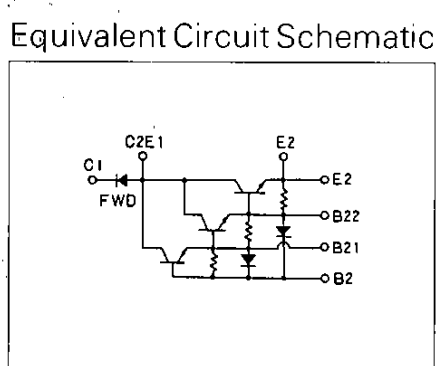 Equivalent Circuit Schematic
C2E1 E2
C1
E2
FWD
B22
B21
B2